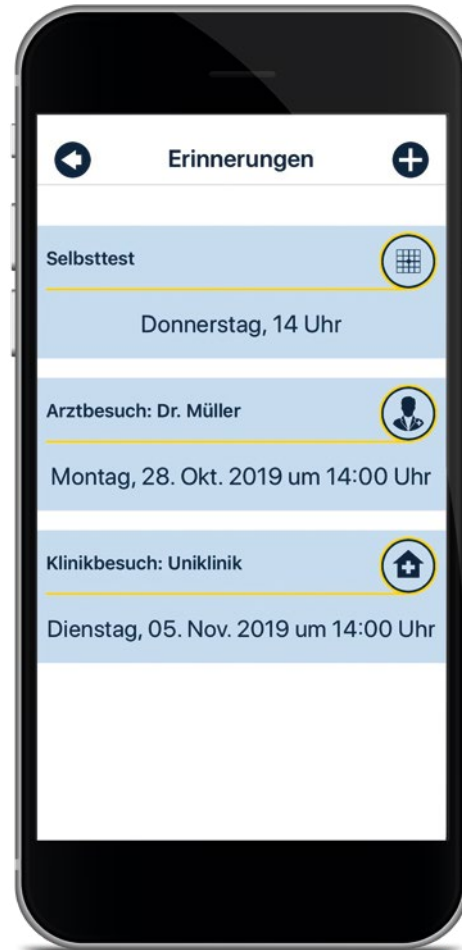 Erinnerungen
Selbsttest
Donnerstag, 14 Uhr
Arztbesuch: Dr. Müller
Montag, 28. Okt. 2019 um 14:00 Uhr
Klinikbesuch: Uniklinik
Dienstag, 05. Nov. 2019 um 14:00 Uhr